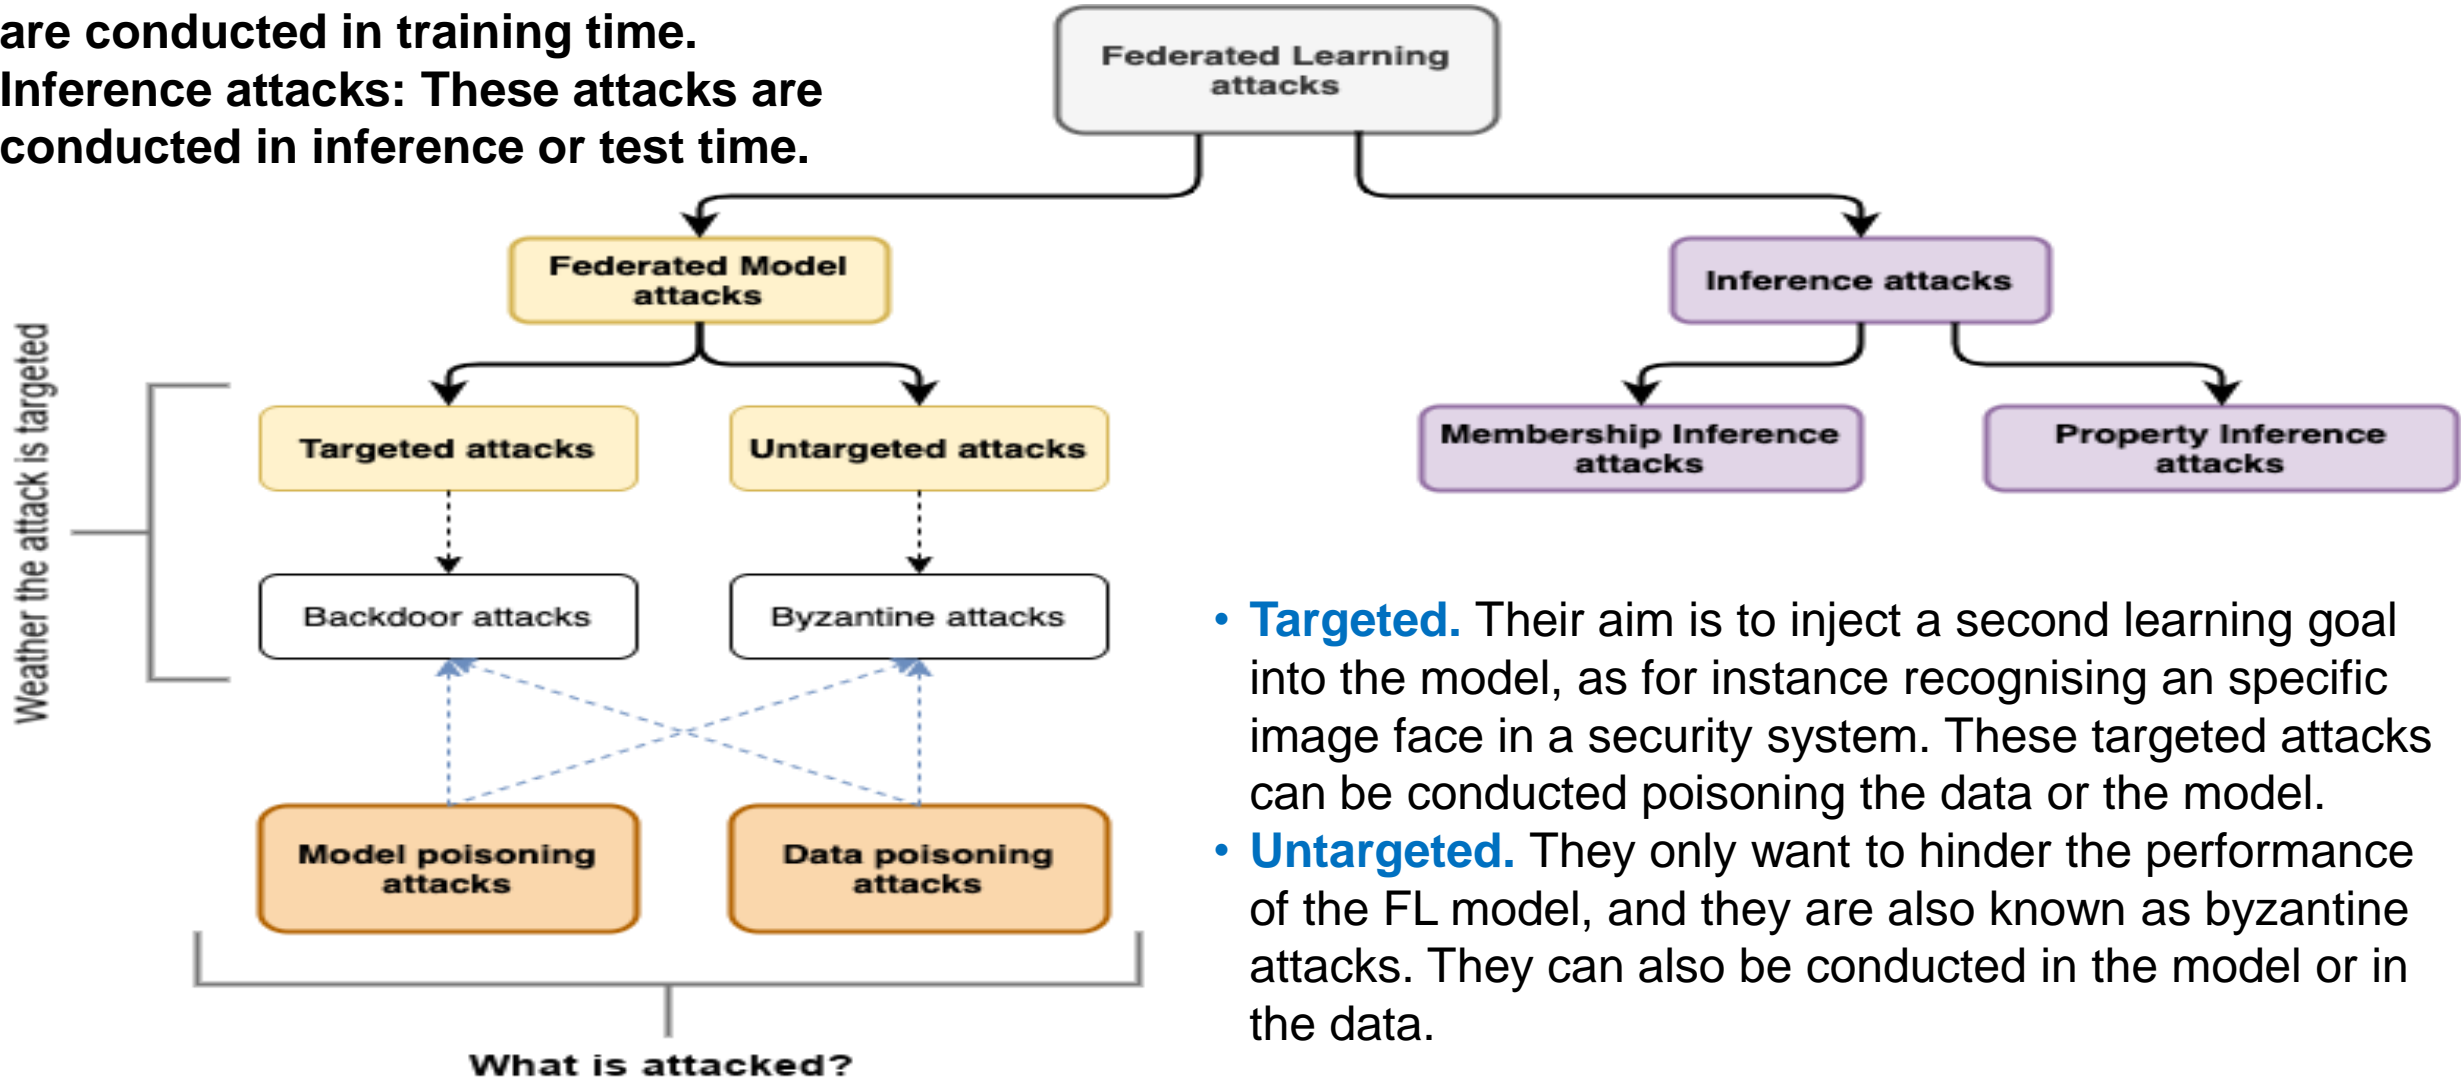 are conducted in training time.
Inference attacks: These attacks are
conducted in inference or test time.
Federated Learning
attacks
Federated Model
attacks
Inference attacks
Weather the attack is targeted
Targeted attacks
Untargeted attacks
Membership Inference
attacks
Property Inference
attacks
Backdoor attacks
Byzantine attacks
Model poisoning
attacks
Data poisoning
attacks
What is attacked?
• Targeted. Their aim is to inject a second learning goal
into the model, as for instance recognising an specific
image face in a security system. These targeted attacks
can be conducted poisoning the data or the model.
• Untargeted. They only want to hinder the performance
of the FL model, and they are also known as byzantine
attacks. They can also be conducted in the model or in
the data.